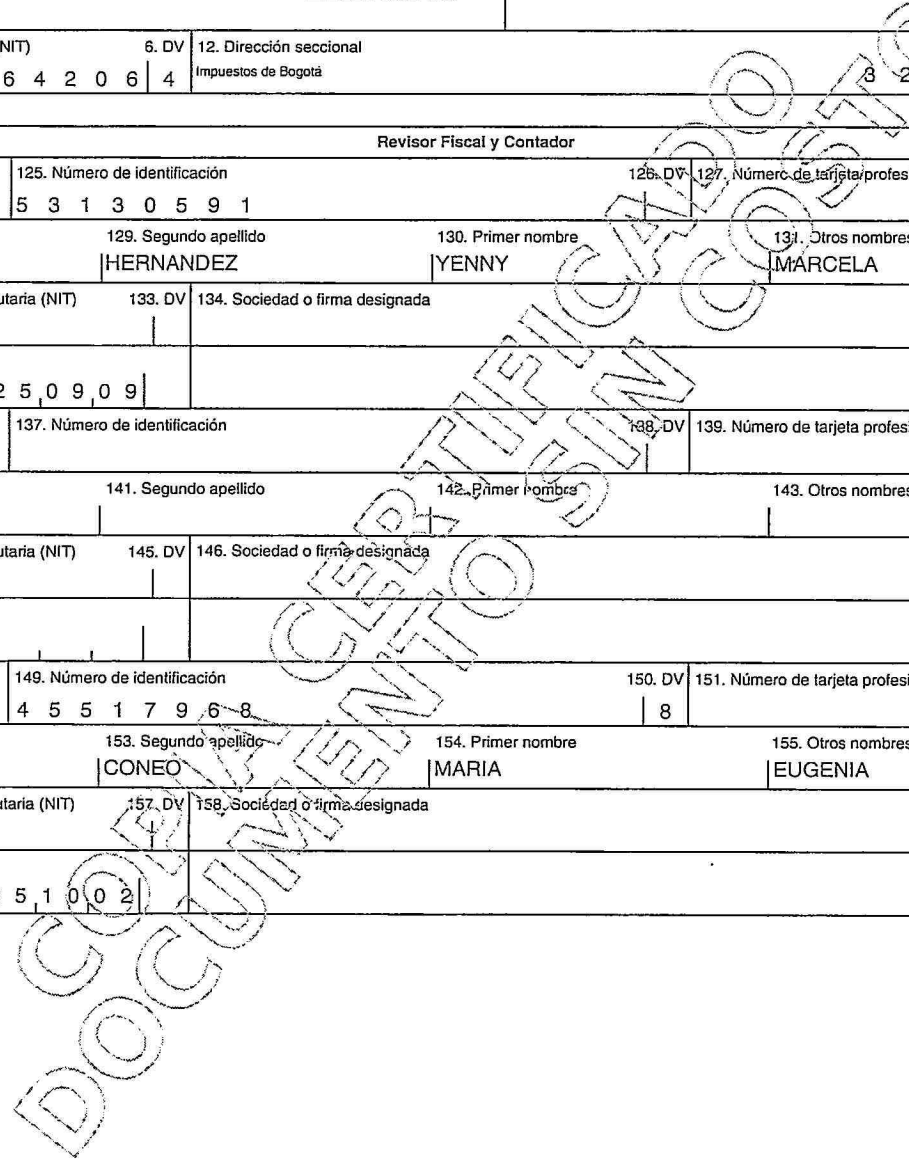 NIT) 6. DV 12. Dirección seccional
6 4 2 0 6 4 Impuestos de Bogotá 3 2
Revisor Fiscal y Contador
125. Número de identificación 126. DV 127. Número de tarjeta profes
5 3 1 3 0 5 9 1
129. Segundo apellido 130. Primer nombre 131. Otros nombres
HERNANDEZ YENNY MARCELA
utaria (NIT) 133. DV 134. Sociedad o firma designada
2 5 0 9 0 9
137. Número de identificación 138. DV 139. Número de tarjeta profesi
141. Segundo apellido 142. Primer nombre 143. Otros nombres
utaria (NIT) 145. DV 146. Sociedad o firma designada
149. Número de identificación 150. DV 151. Número de tarjeta profesi
4 5 5 1 7 9 6 8 8
153. Segundo apellido 154. Primer nombre 155. Otros nombres
CONEO MARIA EUGENIA
utaria (NIT) 157. DV 158. Sociedad o firma designada
5 1 0 0 2
COPIA CERTIFICADO
DOCUMENTO SIN COSTO